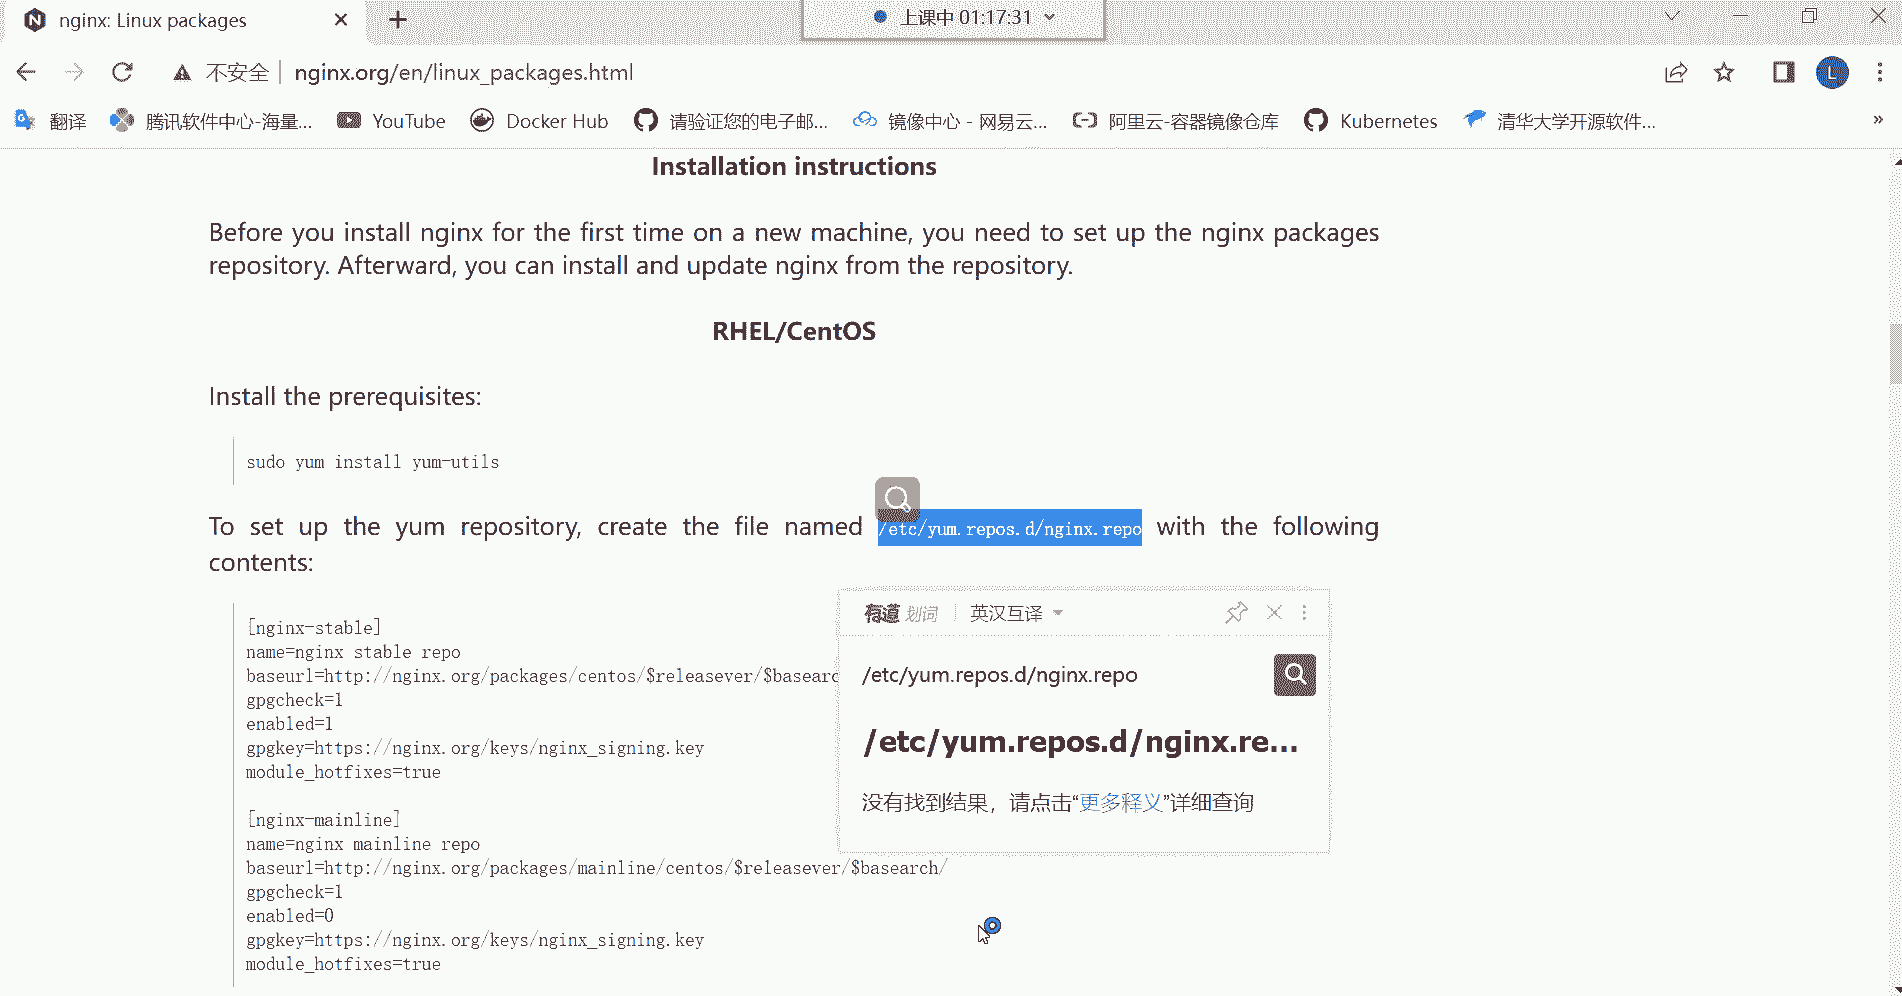 nginx: Linux packages
上课中 01:17:31
不安全
nginx.org/en/linux_packages.html
翻译
腾讯软件中心-海量...
YouTube
Docker Hub
请验证您的电子邮...
镜像中心 - 网易云...
阿里云-容器镜像仓库
Kubernetes
清华大学开源软件...
»
Installation instructions
Before you install nginx for the first time on a new machine, you need to set up the nginx packages
repository. Afterward, you can install and update nginx from the repository.
RHEL/CentOS
Install the prerequisites:
sudo yum install yum-utils
To set up the yum repository, create the file named /etc/yum.repos.d/nginx.repo with the following
contents:
[nginx-stable]
name=nginx stable repo
baseurl=http://nginx.org/packages/centos/$releasever/$basearc
gpgcheck=1
enabled=1
gpgkey=https://nginx.org/keys/nginx_signing.key
module_hotfixes=true
[nginx-mainline]
name=nginx mainline repo
baseurl=http://nginx.org/packages/mainline/centos/$releasever/$basearch/
gpgcheck=1
enabled=0
gpgkey=https://nginx.org/keys/nginx_signing.key
module_hotfixes=true
有道 划词
英汉互译
/etc/yum.repos.d/nginx.repo
/etc/yum.repos.d/nginx.re...
没有找到结果，请点击“更多释义”详细查询
L